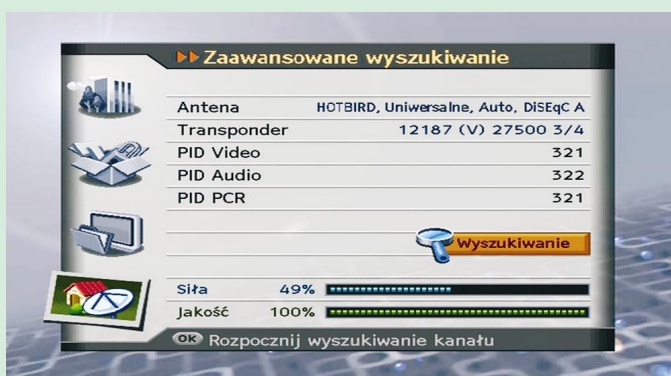 Zaawansowane wyszukiwanie
Antena HOTBIRD, Uniwersalne, Auto, DiSEqC A
Transponder 12187 (V) 27500 3/4
PID Video 321
PID Audio 322
PID PCR 321
Wyszukiwanie
Siła 49%
Jakość 100%
OK Rozpocznij wyszukiwanie kanału